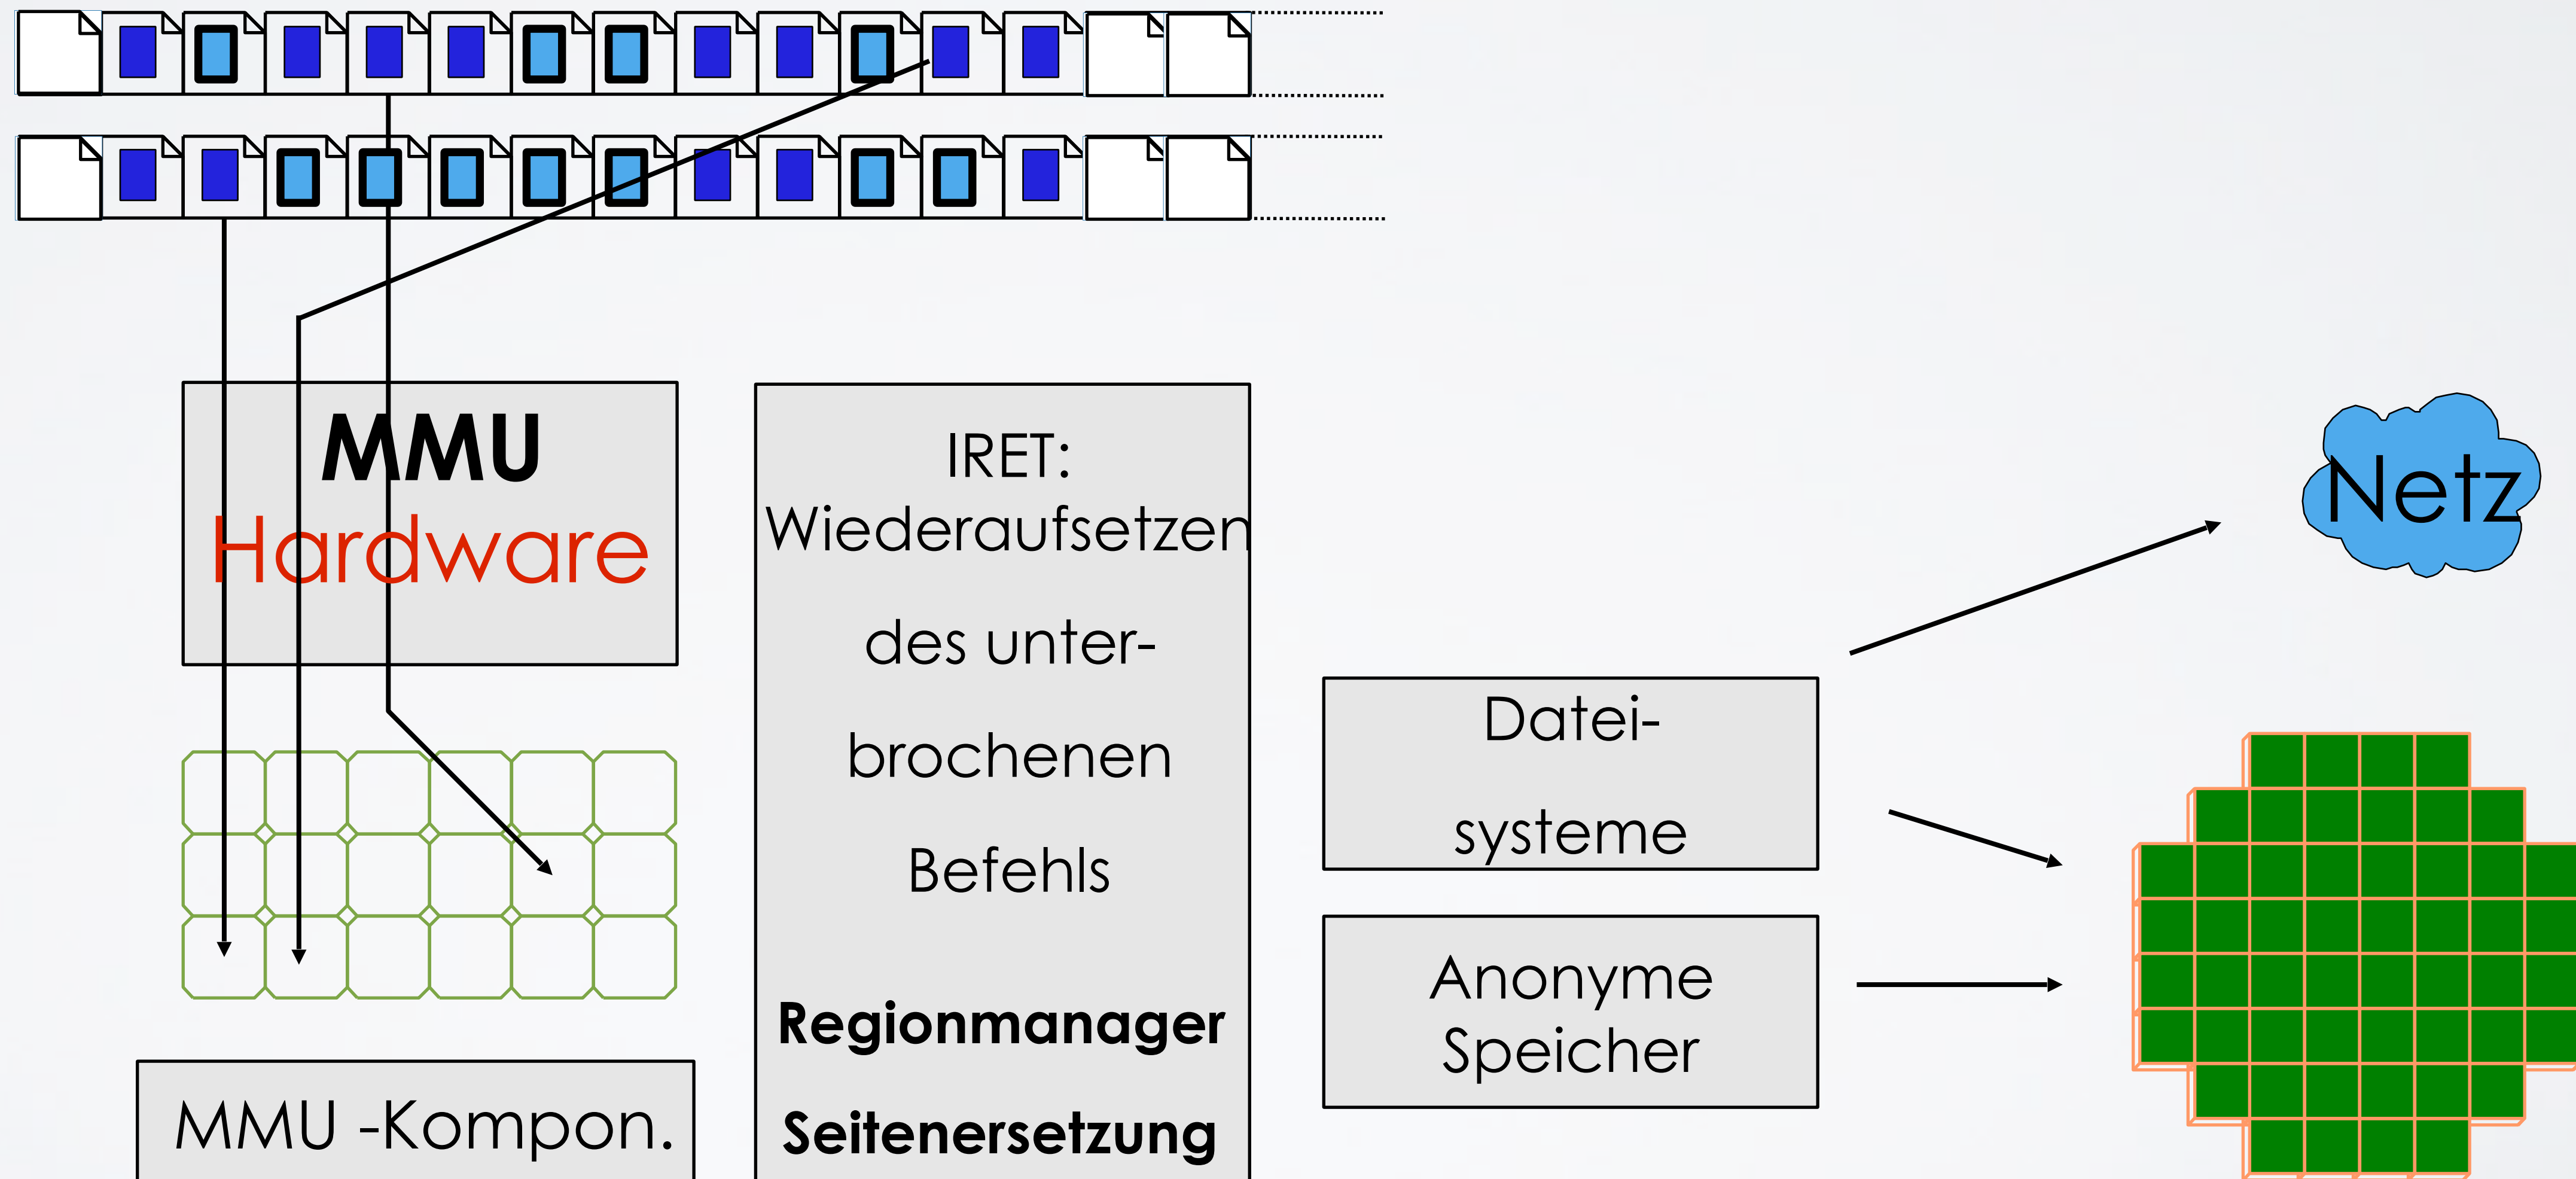 MMU
Hardware
IRET:
Wiederaufsetzen
des unter-
brochenen
Befehls
Regionmanager
Seitenersetzung
MMU -Kompon.
Datei-
systeme
Anonyme
Speicher
Netz